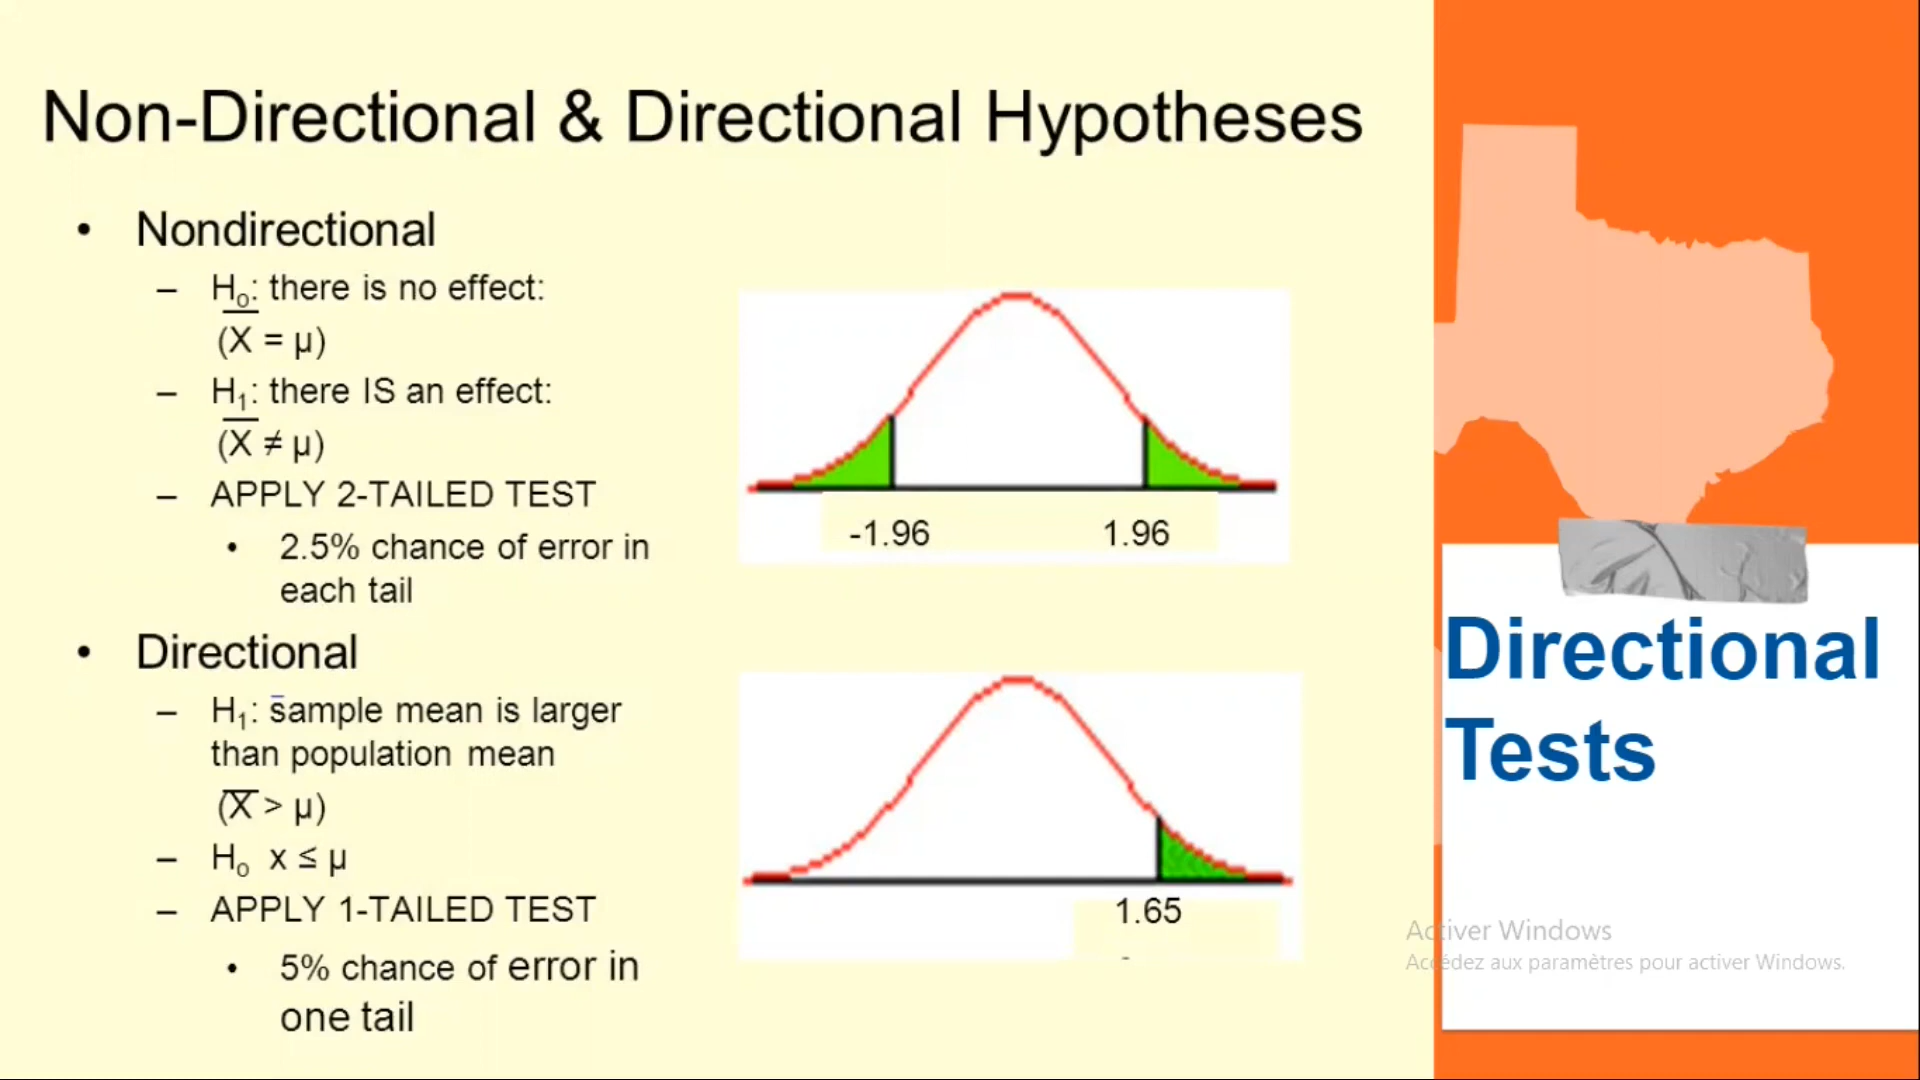 Non-Directional & Directional Hypotheses
• Nondirectional
– H₀: there is no effect:
(X̅ = µ)
– H₁: there IS an effect:
(X̅ ≠ µ)
– APPLY 2-TAILED TEST
• 2.5% chance of error in
each tail
• Directional
– H₁: sample mean is larger
than population mean
(X̅ > µ)
– H₀ x ≤ µ
– APPLY 1-TAILED TEST
• 5% chance of error in
one tail
-1.96 1.96
1.65
Directional
Tests
Activer Windows
Accédez aux paramètres pour activer Windows.